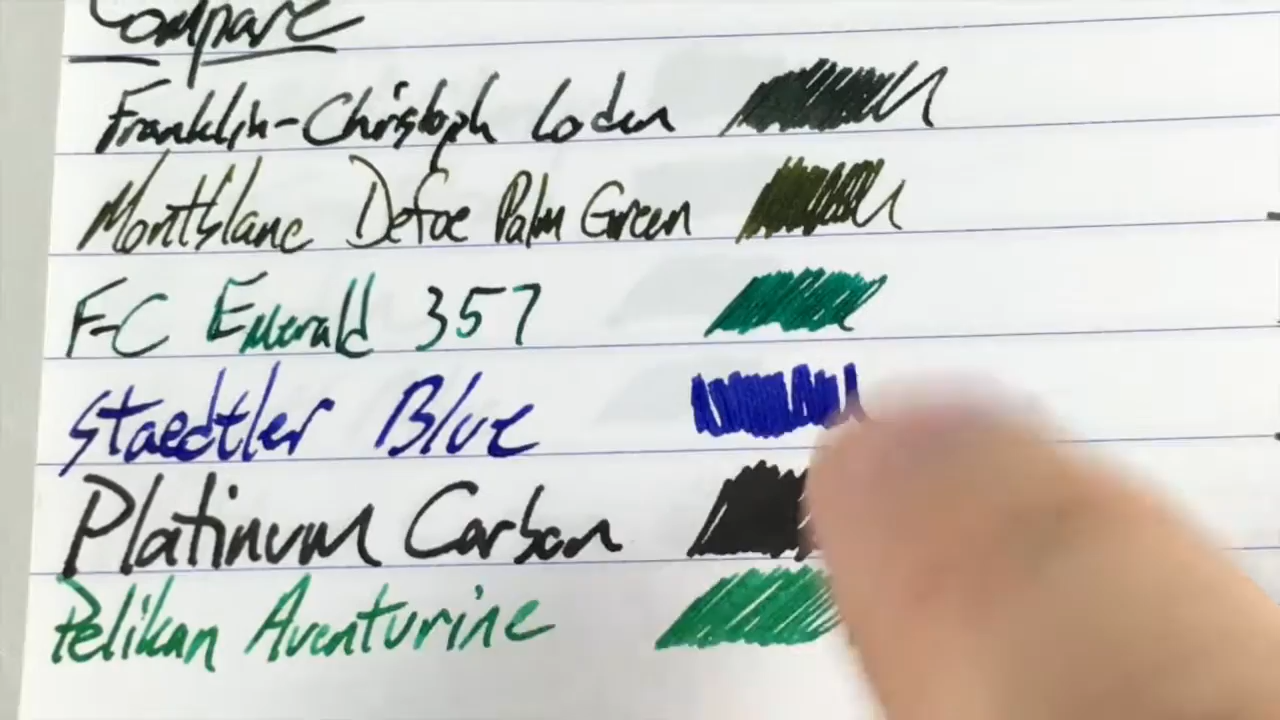 Compare
Franklin-Christoph Loden
Montblanc Defoe Palm Green
F-C Emerald 357
Staedtler Blue
Platinum Carbon
Pelikan Aventurine